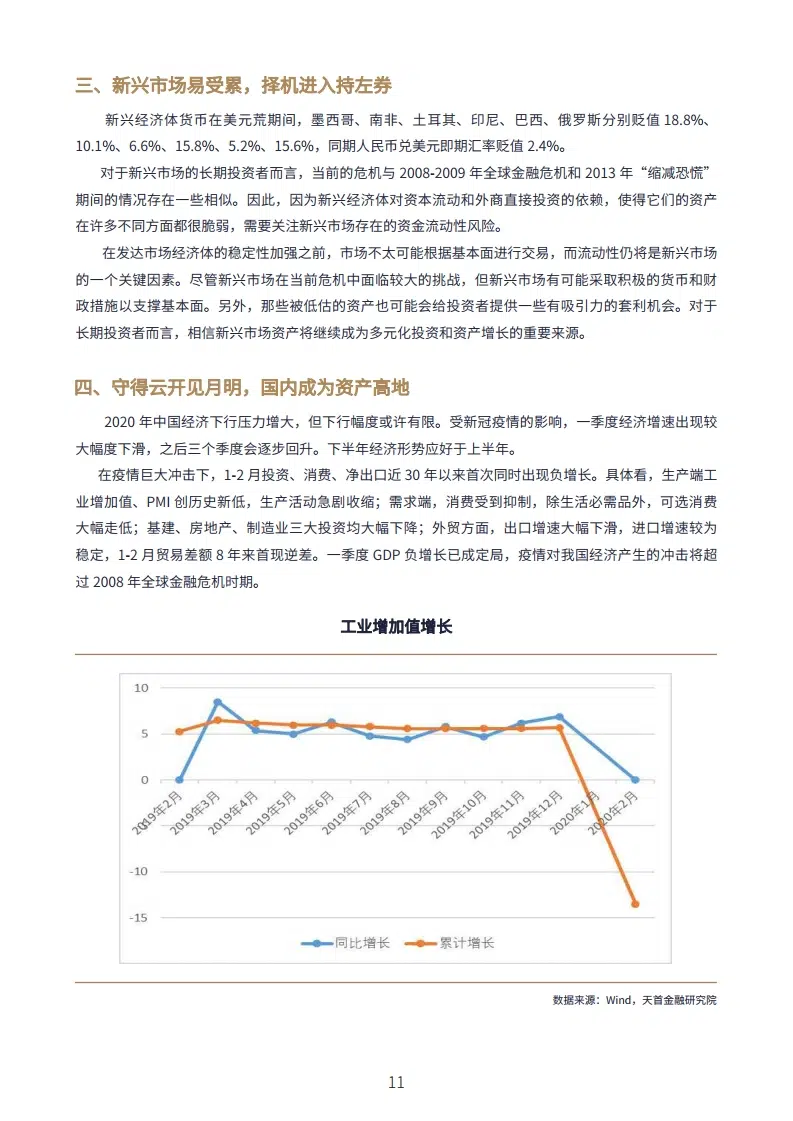 三、新兴市场易受累，择机进入持左券
新兴经济体货币在美元荒期间，墨西哥、南非、土耳其、印尼、巴西、俄罗斯分别贬值 18.8%、
10.1%、6.6%、15.8%、5.2%、15.6%，同期人民币兑美元即期汇率贬值 2.4%。
对于新兴市场的长期投资者而言，当前的危机与 2008-2009 年全球金融危机和 2013 年“缩减恐慌”
期间的情况存在一些相似。因此，因为新兴经济体对资本流动和外商直接投资的依赖，使得它们的资产
在许多不同方面都很脆弱，需要关注新兴市场存在的资金流动性风险。
在发达市场经济体的稳定性加强之前，市场不太可能根据基本面进行交易，而流动性仍将是新兴市场
的一个关键因素。尽管新兴市场在当前危机中面临较大的挑战，但新兴市场有可能采取积极的货币和财
政措施以支撑基本面。另外，那些被低估的资产也可能会给投资者提供一些有吸引力的套利机会。对于
长期投资者而言，相信新兴市场资产将继续成为多元化投资和资产增长的重要来源。
四、守得云开见月明，国内成为资产高地
2020 年中国经济下行压力增大，但下行幅度或许有限。受新冠疫情的影响，一季度经济增速出现较
大幅度下滑，之后三个季度会逐步回升。下半年经济形势应好于上半年。
在疫情巨大冲击下，1-2 月投资、消费、净出口近 30 年以来首次同时出现负增长。具体看，生产端工
业增加值、PMI 创历史新低，生产活动急剧收缩；需求端，消费受到抑制，除生活必需品外，可选消费
大幅走低；基建、房地产、制造业三大投资均大幅下降；外贸方面，出口增速大幅下滑，进口增速较为
稳定，1-2 月贸易差额 8 年来首现逆差。一季度 GDP 负增长已成定局，疫情对我国经济产生的冲击将超
过 2008 年全球金融危机时期。
工业增加值增长
10
5
0
-5
-10
-15
2019年2月
2019年3月
2019年4月
2019年5月
2019年6月
2019年7月
2019年8月
2019年9月
2019年10月
2019年11月
2019年12月
2020年1月
2020年2月
同比增长
累计增长
数据来源：Wind，天首金融研究院
11